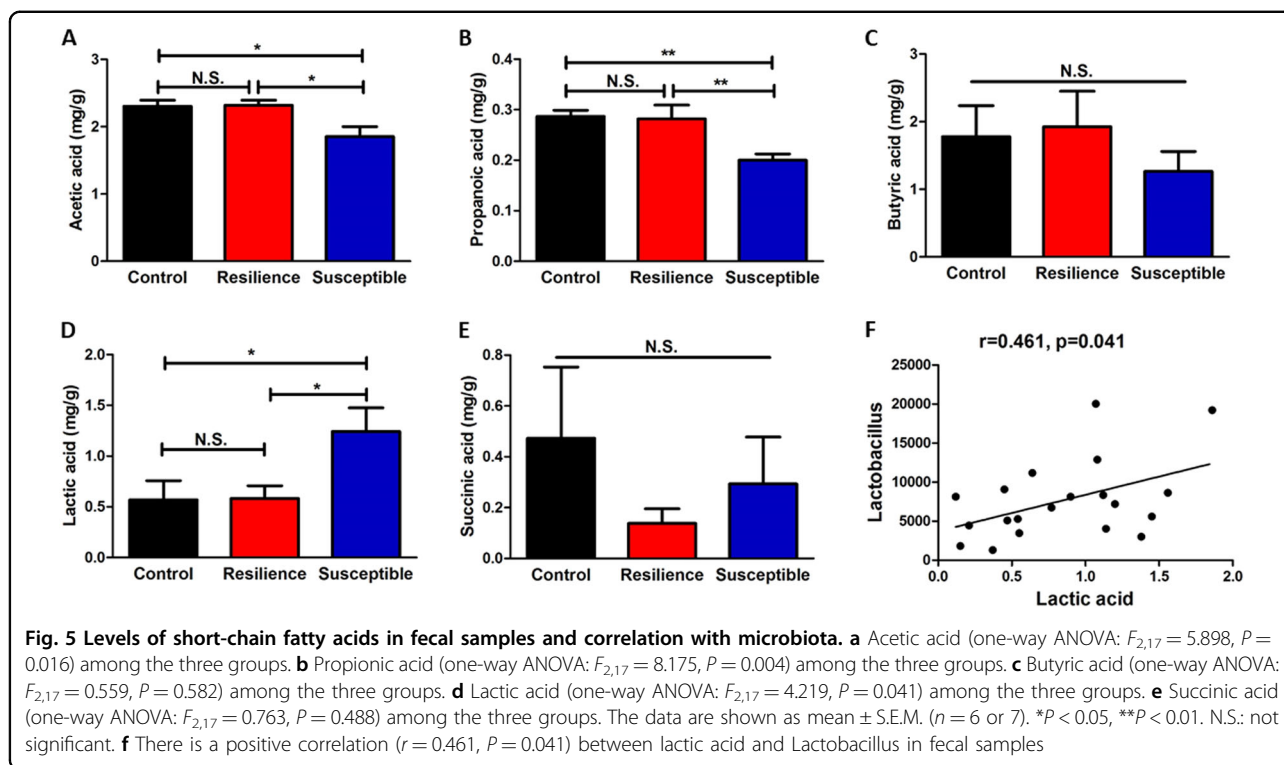 A
Acetic acid (mg/g)
3
2
1
0
*
N.S.
*
Control
Resilience
Susceptible
B
Propanoic acid (mg/g)
0.4
0.3
0.2
0.1
0.0
**
N.S.
**
Control
Resilience
Susceptible
C
Butyric acid (mg/g)
3
2
1
0
N.S.
Control
Resilience
Susceptible
D
Lactic acid (mg/g)
2.0
1.5
1.0
0.5
0.0
*
*
N.S.
Control
Resilience
Susceptible
E
Succinic acid (mg/g)
0.8
0.6
0.4
0.2
0.0
N.S.
Control
Resilience
Susceptible
F
r=0.461, p=0.041
Lactobacillus
25000
20000
15000
10000
5000
0
0.0
0.5
1.0
1.5
2.0
Lactic acid
Fig. 5 Levels of short-chain fatty acids in fecal samples and correlation with microbiota. a Acetic acid (one-way ANOVA: F2,17 = 5.898, P =
0.016) among the three groups. b Propionic acid (one-way ANOVA: F2,17 = 8.175, P = 0.004) among the three groups. c Butyric acid (one-way ANOVA:
F2,17 = 0.559, P = 0.582) among the three groups. d Lactic acid (one-way ANOVA: F2,17 = 4.219, P = 0.041) among the three groups. e Succinic acid
(one-way ANOVA: F2,17 = 0.763, P = 0.488) among the three groups. The data are shown as mean ± S.E.M. (n = 6 or 7). *P < 0.05, **P < 0.01. N.S.: not
significant. f There is a positive correlation (r = 0.461, P = 0.041) between lactic acid and Lactobacillus in fecal samples